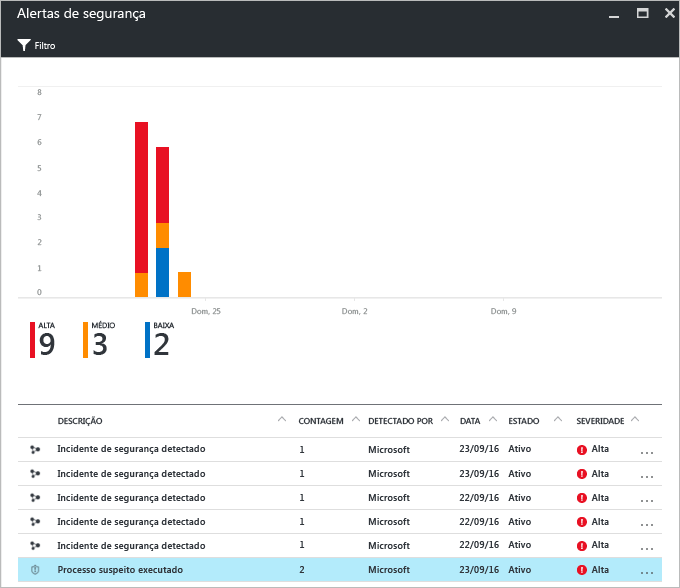 Alertas de segurança
Filtro
8
7
6
5
4
3
2
1
0
Dom, 25 Dom, 2 Dom, 9
ALTA MÉDIO BAIXA
9 3 2
DESCRIÇÃO CONTAGEM DETECTADO POR DATA ESTADO SEVERIDADE
Incidente de segurança detectado 1 Microsoft 23/09/16 Ativo Alta ...
Incidente de segurança detectado 1 Microsoft 23/09/16 Ativo Alta ...
Incidente de segurança detectado 1 Microsoft 22/09/16 Ativo Alta ...
Incidente de segurança detectado 1 Microsoft 22/09/16 Ativo Alta ...
Incidente de segurança detectado 1 Microsoft 22/09/16 Ativo Alta ...
Processo suspeito executado 2 Microsoft 23/09/16 Ativo Alta ...